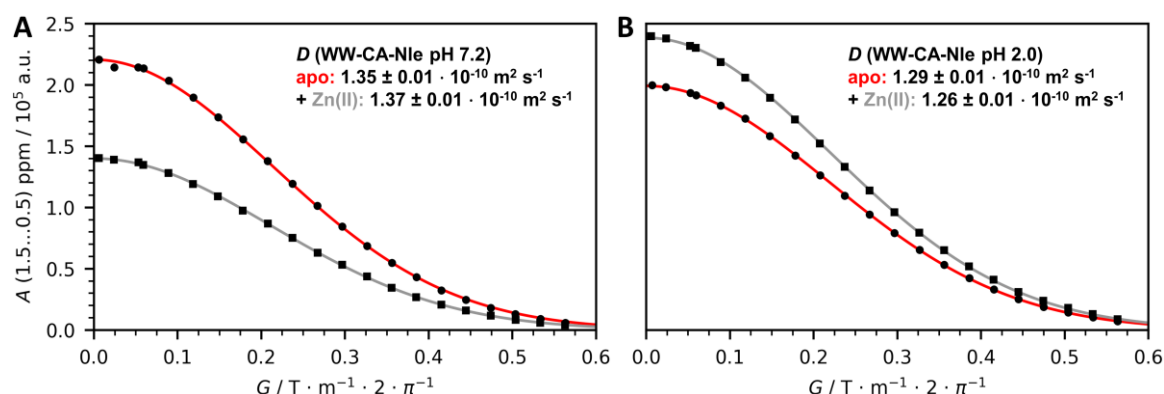 A
D (WW-CA-Nle pH 7.2)
apo: 1.35 ± 0.01 · 10⁻¹⁰ m² s⁻¹
+ Zn(II): 1.37 ± 0.01 · 10⁻¹⁰ m² s⁻¹
A (1.5...0.5) ppm / 10⁵ a.u.
2.5
2.0
1.5
1.0
0.5
0.0
0.0 0.1 0.2 0.3 0.4 0.5 0.6
G / T · m⁻¹ · 2 · π⁻¹
B
D (WW-CA-Nle pH 2.0)
apo: 1.29 ± 0.01 · 10⁻¹⁰ m² s⁻¹
+ Zn(II): 1.26 ± 0.01 · 10⁻¹⁰ m² s⁻¹
0.0 0.1 0.2 0.3 0.4 0.5 0.6
G / T · m⁻¹ · 2 · π⁻¹